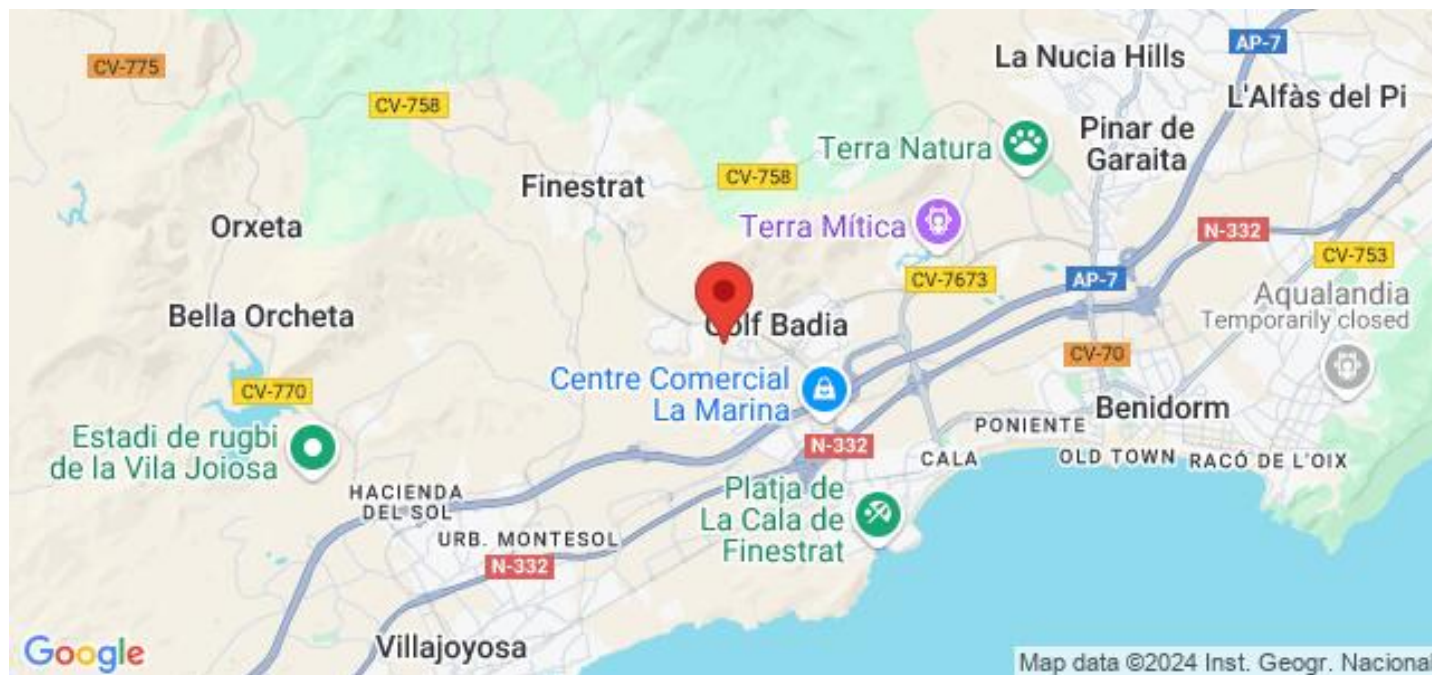 CV-775
CV-758
La Nucia Hills
AP-7
L'Alfàs del Pi
Pinar de
Garaita
Terra Natura
CV-758
Finestrat
Orxeta
Terra Mítica
N-332
CV-753
CV-7673
AP-7
Aqualandia
Temporarily closed
Bella Orcheta
Golf Badia
CV-70
CV-770
Centre Comercial
La Marina
Benidorm
PONIENTE
N-332
CALA
OLD TOWN
RACÓ DE L'OIX
Estadi de rugbi
de la Vila Joiosa
HACIENDA
DEL SOL
Platja de
La Cala de
Finestrat
URB. MONTESOL
N-332
Villajoyosa
Google
Map data ©2024 Inst. Geogr. Nacional